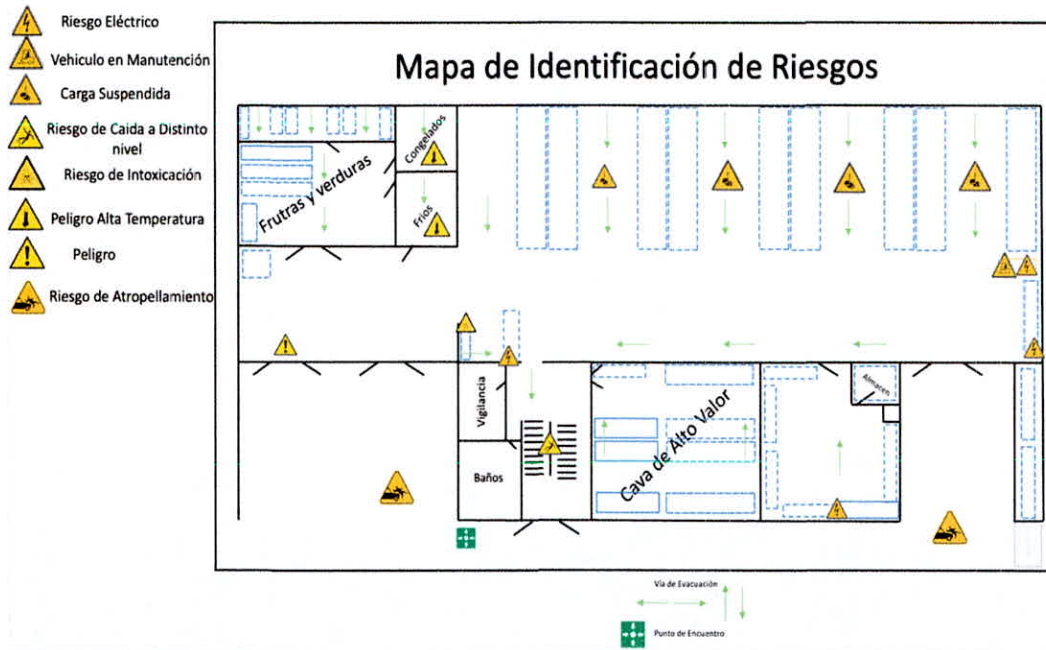 Riesgo Eléctrico
Vehiculo en Manutención
Carga Suspendida
Riesgo de Caida a Distinto
nivel
Riesgo de Intoxicación
Peligro Alta Temperatura
Peligro
Riesgo de Atropellamiento
Mapa de Identificación de Riesgos
Congelados
Frutras y verduras
Frios
Vigilancia
Baños
Cava de Alto Valor
Almacen
Vía de Evacuación
Punto de Encuentro